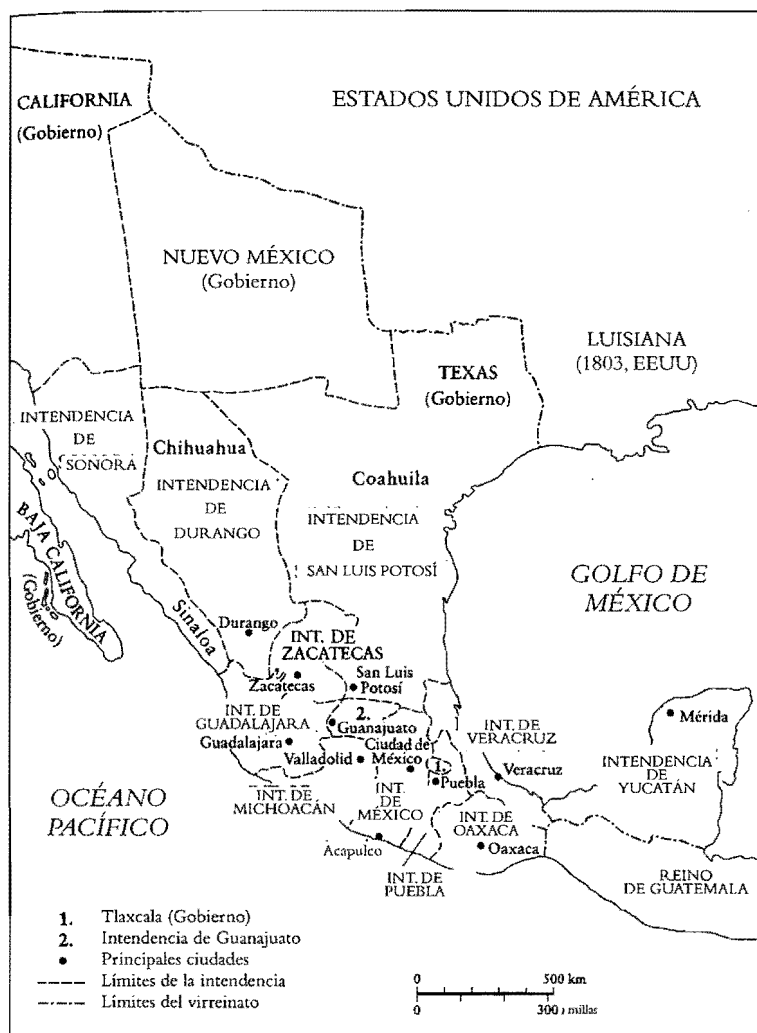 CALIFORNIA
(Gobierno)
ESTADOS UNIDOS DE AMÉRICA
NUEVO MÉXICO
(Gobierno)
LUISIANA
(1803, EEUU)
TEXAS
(Gobierno)
INTENDENCIA
DE
SONORA
Chihuahua
INTENDENCIA
DE
DURANGO
Coahuila
INTENDENCIA
DE
SAN LUIS POTOSÍ
BAJA CALIFORNIA
(Gobierno)
Sinaloa
GOLFO DE
MÉXICO
Durango
INT. DE
ZACATECAS
Zacatecas
San Luis
Potosí
INT. DE
GUADALAJARA
Guadalajara
2.
Guanajuato
Valladolid
Ciudad de
México
1.
Puebla
INT. DE
VERACRUZ
Veracruz
Mérida
INTENDENCIA
DE
YUCATÁN
INT. DE
MICHOACÁN
INT.
DE
MÉXICO
INT. DE
OAXACA
Oaxaca
OCÉANO
PACÍFICO
Acapulco
INT. DE
PUEBLA
REINO
DE GUATEMALA
1. Tlaxcala (Gobierno)
2. Intendencia de Guanajuato
Principales ciudades
Límites de la intendencia
Límites del virreinato
0 500 km
0 300 millas